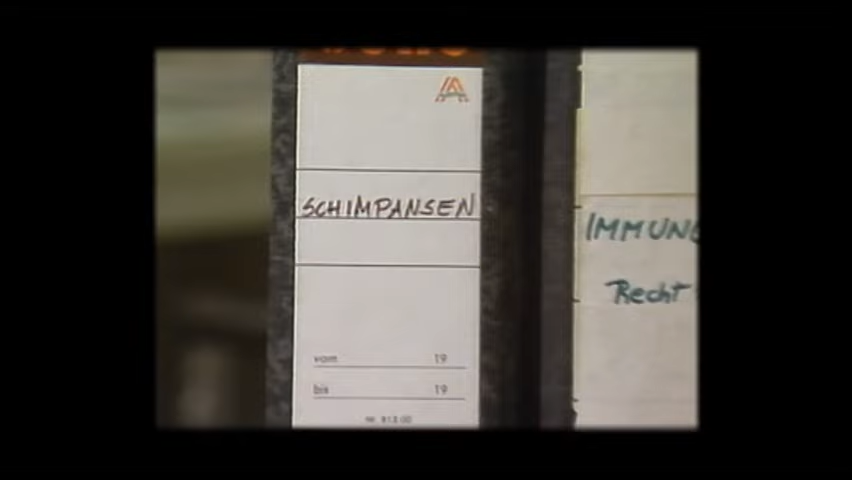 SCHIMPANSEN
vom 19
bis 19
IMMUN
Recht